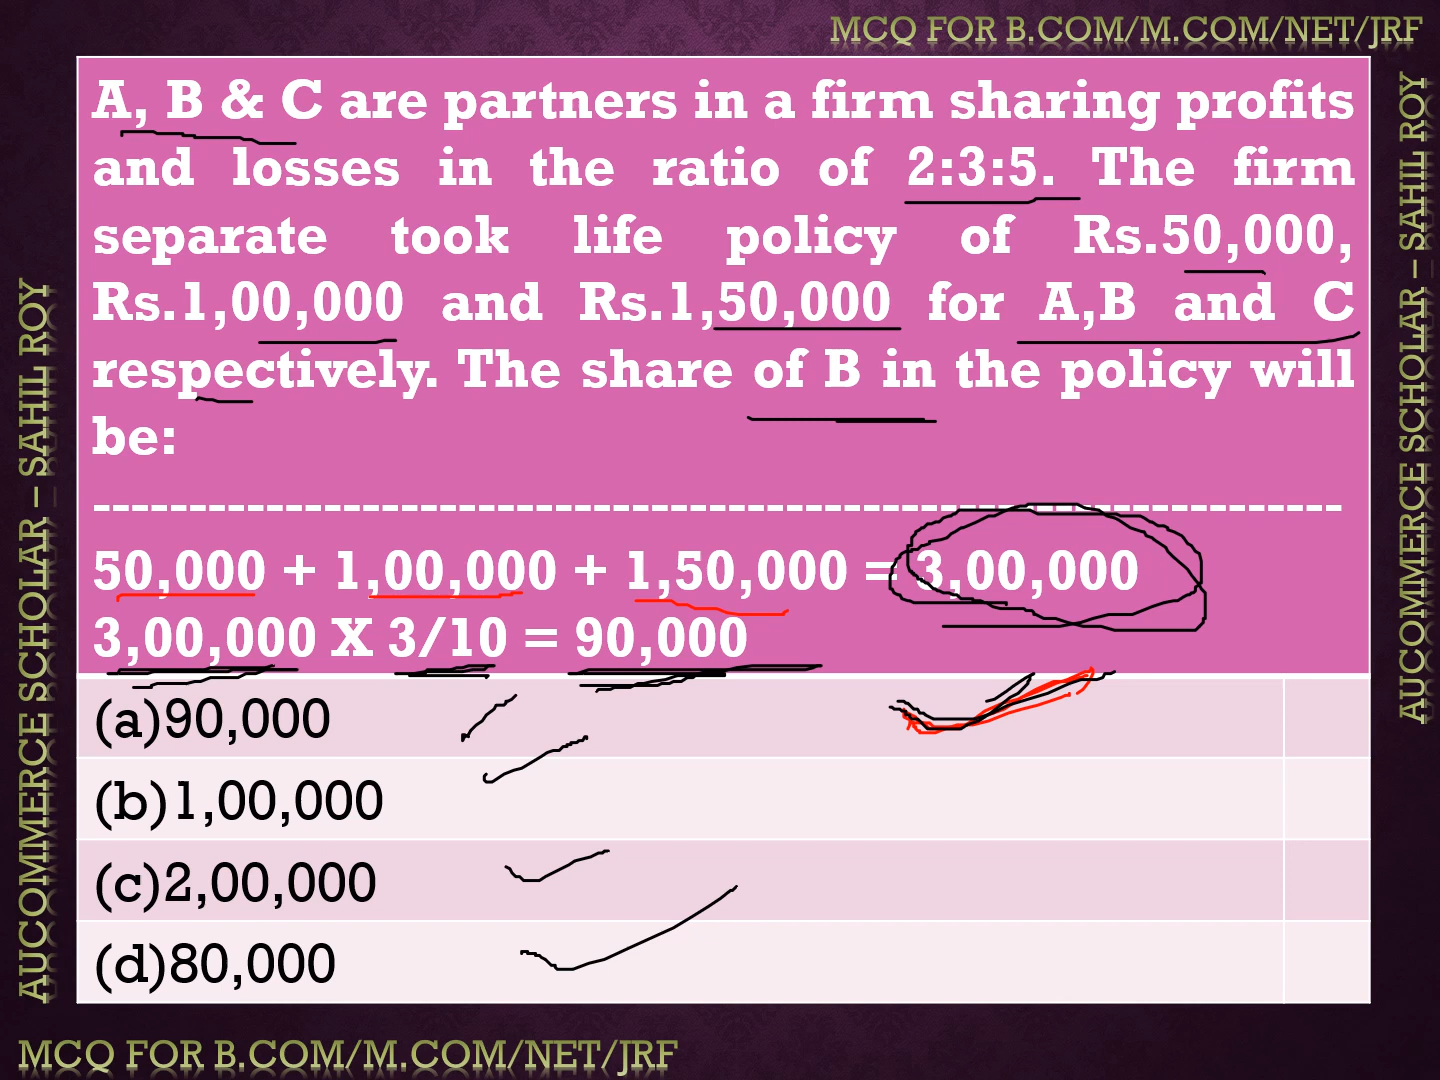 MCQ FOR B.COM/M.COM/NET/JRF
A, B & C are partners in a firm sharing profits
and losses in the ratio of 2:3:5. The firm
separate took life policy of Rs.50,000,
Rs.1,00,000 and Rs.1,50,000 for A,B and C
respectively. The share of B in the policy will
be:
-----------------------------------------------------------------
50,000 + 1,00,000 + 1,50,000 = 3,00,000
3,00,000 X 3/10 = 90,000
(a)90,000
(b)1,00,000
(c)2,00,000
(d)80,000
AUCOMMERCE SCHOLAR – SAHIL ROY
AUCOMMERCE SCHOLAR – SAHIL ROY
MCQ FOR B.COM/M.COM/NET/JRF